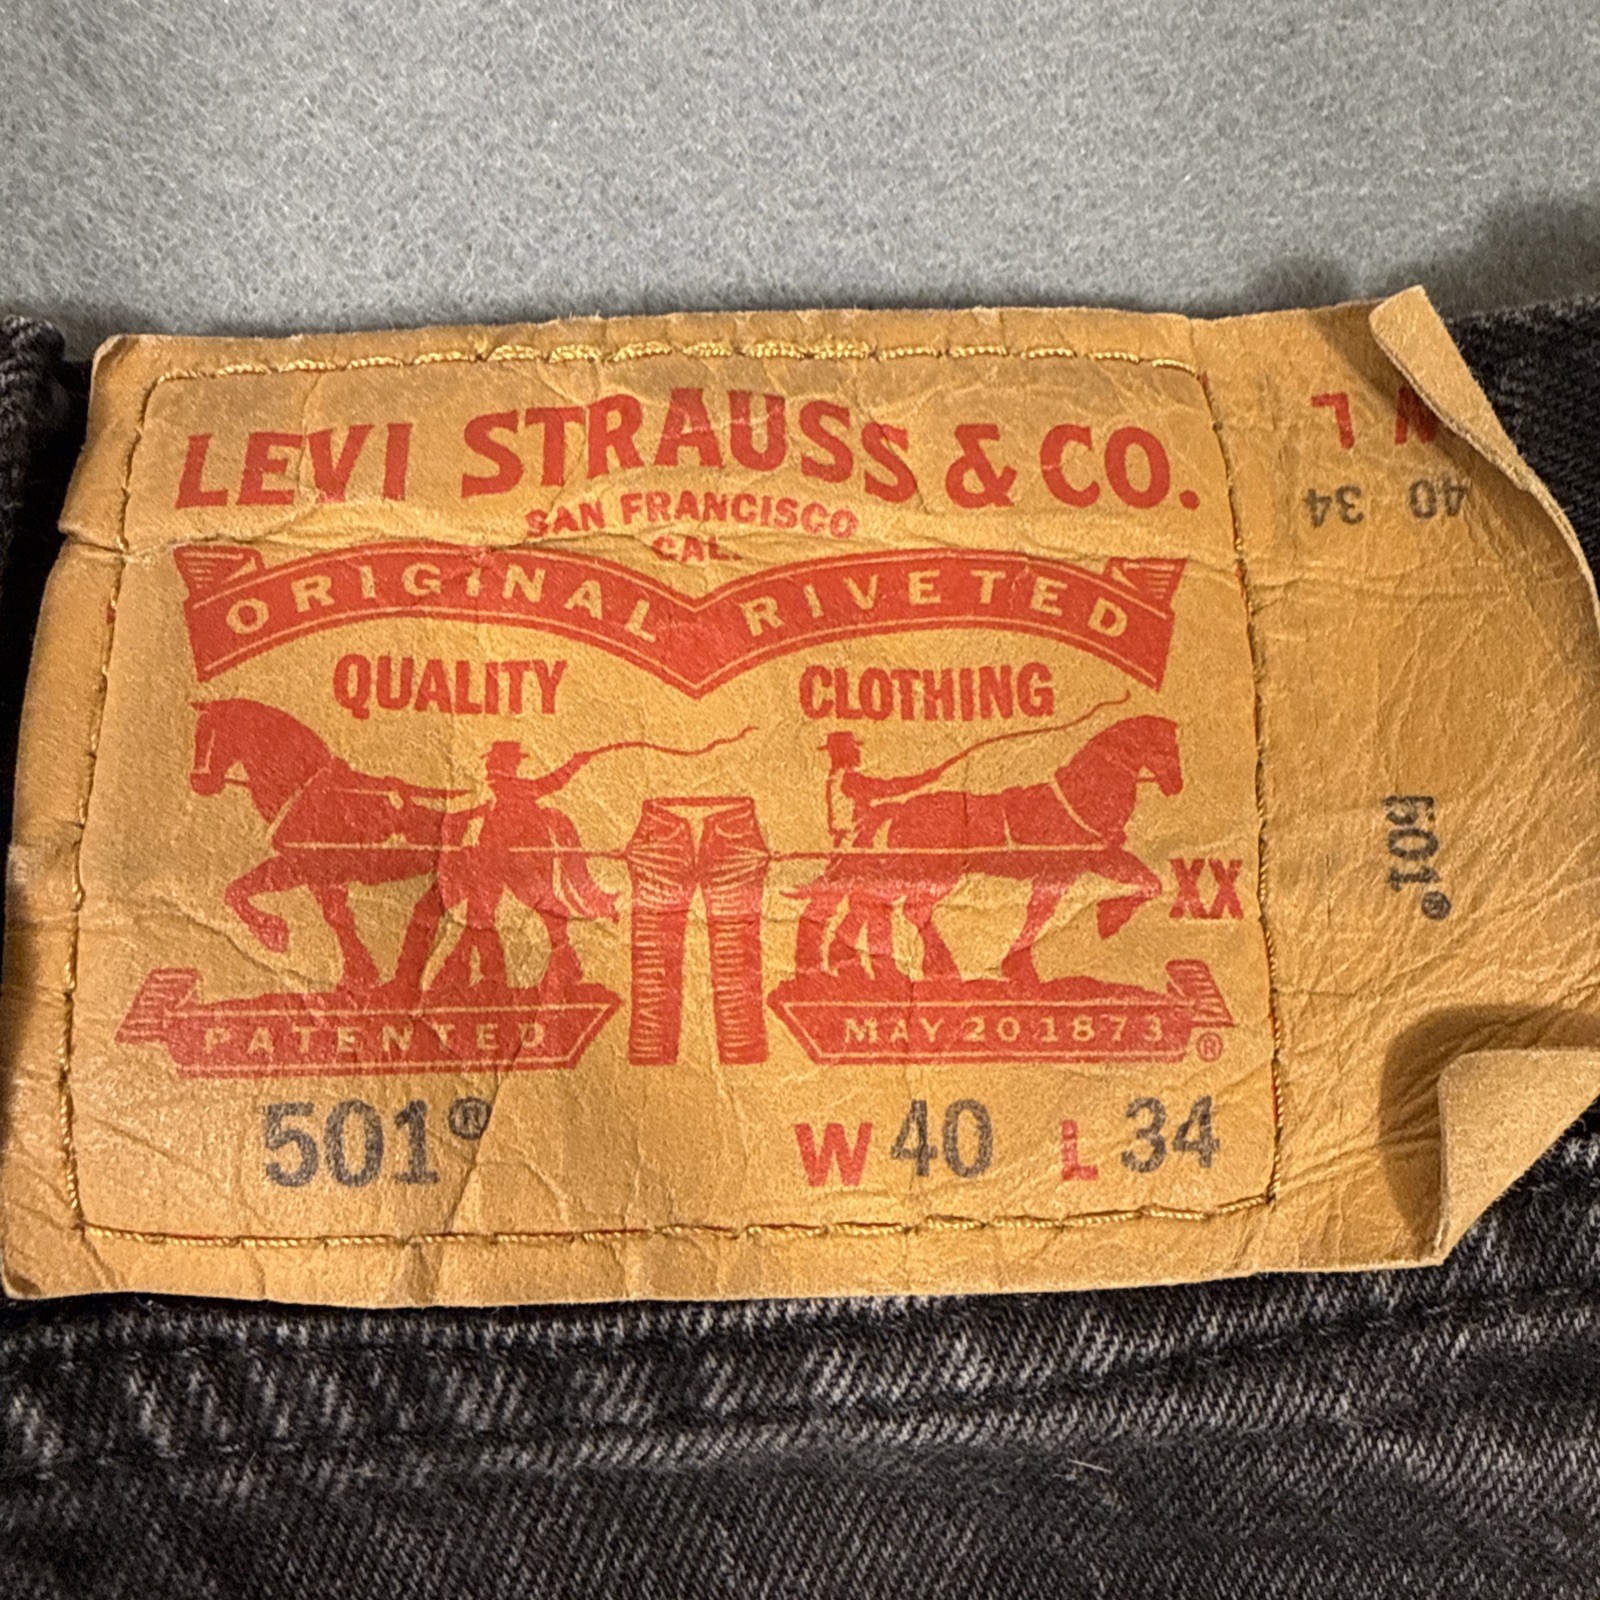 LEVI STRAUSS & CO.
SAN FRANCISCO
CAL.
ORIGINAL RIVETED
QUALITY CLOTHING
XX
PATENTED MAY 20 1873 ®
501® W 40 L 34
W L
40 34
501®